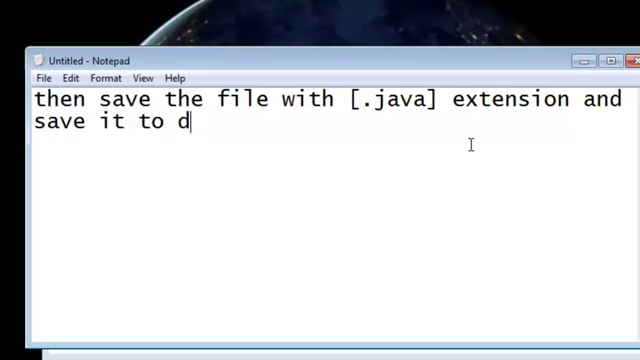 Untitled - Notepad
File Edit Format View Help
then save the file with [.java] extension and
save it to d